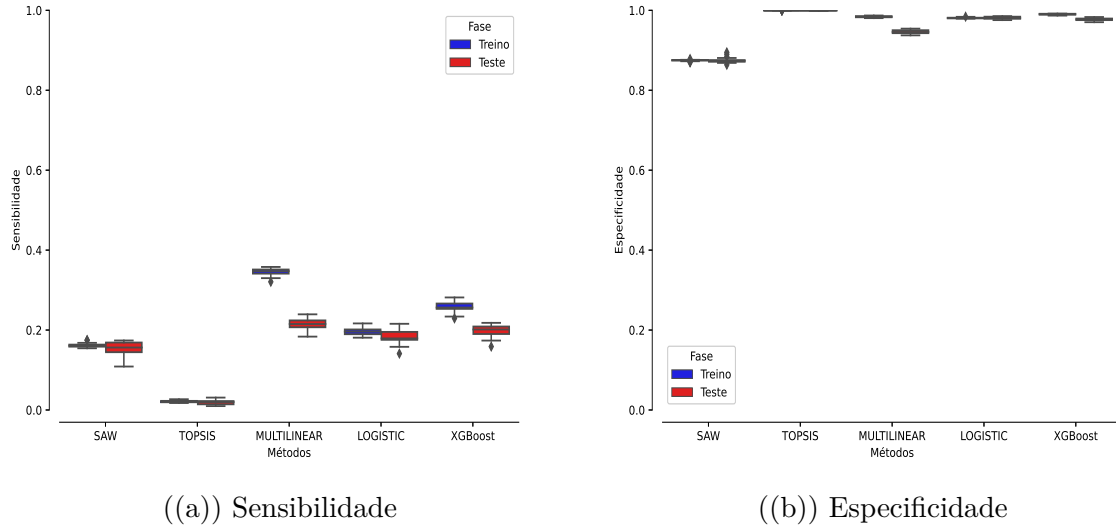 Sensibilidade
1.0
0.8
0.6
0.4
0.2
0.0
Fase
Treino
Teste
SAW TOPSIS MULTILINEAR LOGISTIC XGBoost
Métodos
((a)) Sensibilidade
Especificidade
1.0
0.8
0.6
0.4
0.2
0.0
Fase
Treino
Teste
SAW TOPSIS MULTILINEAR LOGISTIC XGBoost
Métodos
((b)) Especificidade